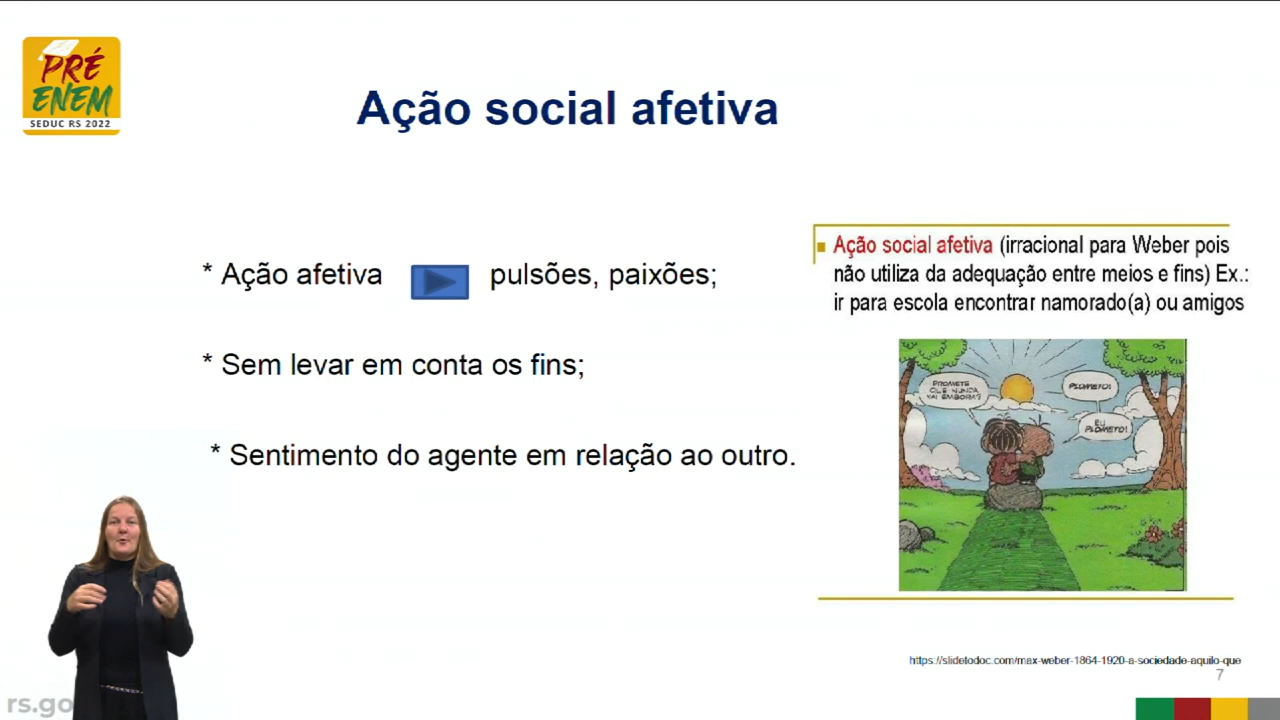 PRÉ
ENEM
SEDUC RS 2022
Ação social afetiva
* Ação afetiva pulsões, paixões;
* Sem levar em conta os fins;
* Sentimento do agente em relação ao outro.
Ação social afetiva (irracional para Weber pois
não utiliza da adequação entre meios e fins) Ex.:
ir para escola encontrar namorado(a) ou amigos
PROMETE
QUE NUNCA
VAI EMBORA?
PLOMETO!
EU
PLOMETO!
https://slidetodoc.com/max-weber-1864-1920-a-sociedade-aquilo-que
7
rs.go